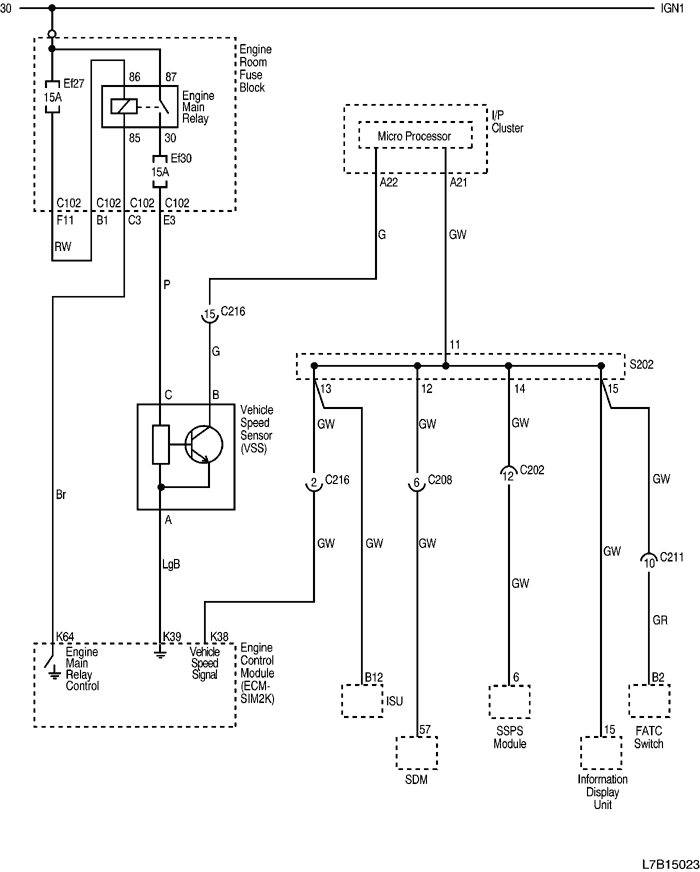 30
IGN1
Engine
Room
Fuse
Block
Ef27
15A
86
87
Engine
Main
Relay
85
30
Ef30
15A
I/P
Cluster
Micro Processor
A22
A21
C102
C102
C102
C102
F11
B1
C3
E3
RW
G
GW
P
15
C216
G
11
S202
C
B
Vehicle
Speed
Sensor
(VSS)
13
12
14
15
GW
GW
GW
2
C216
6
C208
12
C202
GW
Br
A
GW
GW
GW
GW
GW
10
C211
LgB
GR
K64
K39
K38
Engine
Main
Relay
Control
Vehicle
Speed
Signal
Engine
Control
Module
(ECM-
SIM2K)
B12
ISU
6
SSPS
Module
B2
FATC
Switch
57
SDM
15
Information
Display
Unit
L7B15023